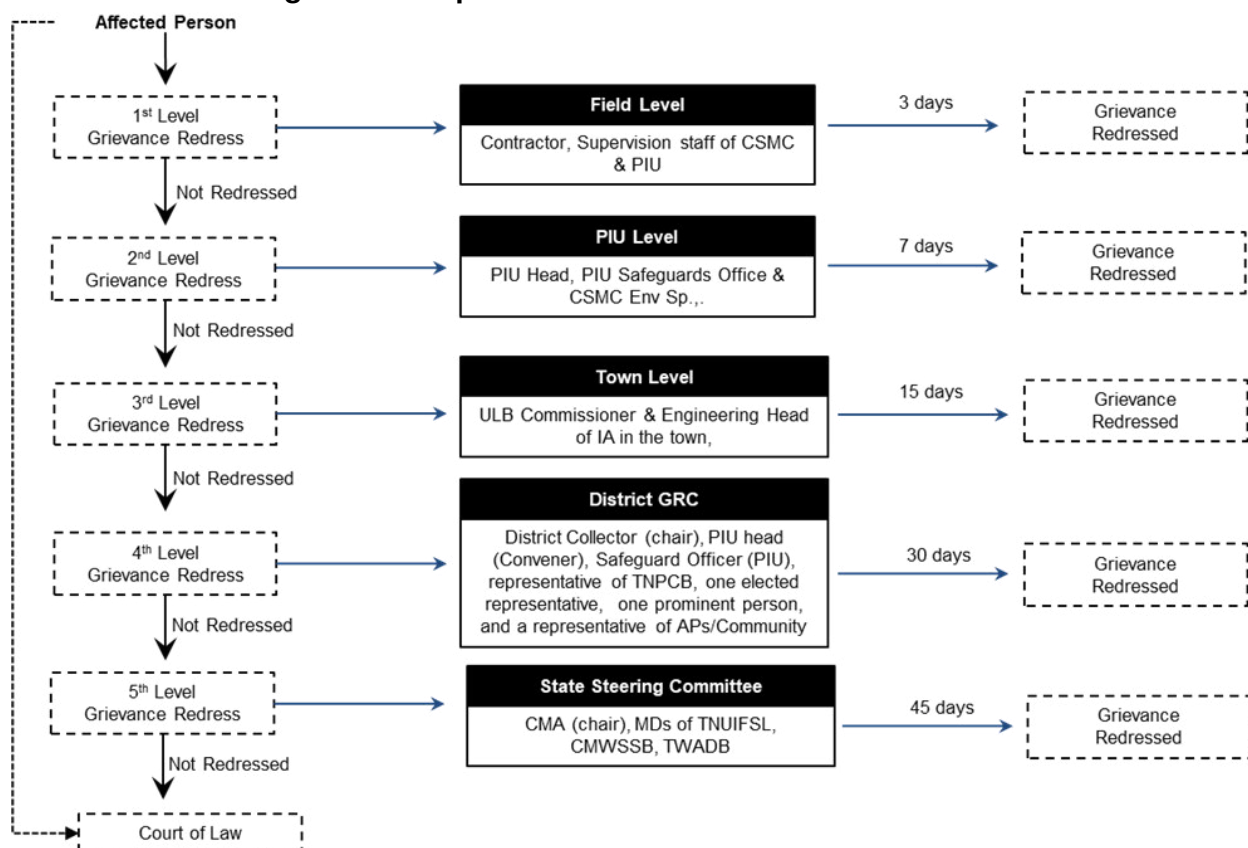 Affected Person
1st Level
Grievance Redress
Field Level
Contractor, Supervision staff of CSMC
& PIU
3 days
Grievance
Redressed
Not Redressed
2nd Level
Grievance Redress
PIU Level
PIU Head, PIU Safeguards Office &
CSMC Env Sp.,.
7 days
Grievance
Redressed
Not Redressed
3rd Level
Grievance Redress
Town Level
ULB Commissioner & Engineering Head
of IA in the town,
15 days
Grievance
Redressed
Not Redressed
4th Level
Grievance Redress
District GRC
District Collector (chair), PIU head
(Convener), Safeguard Officer (PIU),
representative of TNPCB, one elected
representative, one prominent person,
and a representative of APs/Community
30 days
Grievance
Redressed
Not Redressed
5th Level
Grievance Redress
State Steering Committee
CMA (chair), MDs of TNUIFSL,
CMWSSB, TWADB
45 days
Grievance
Redressed
Not Redressed
Court of Law